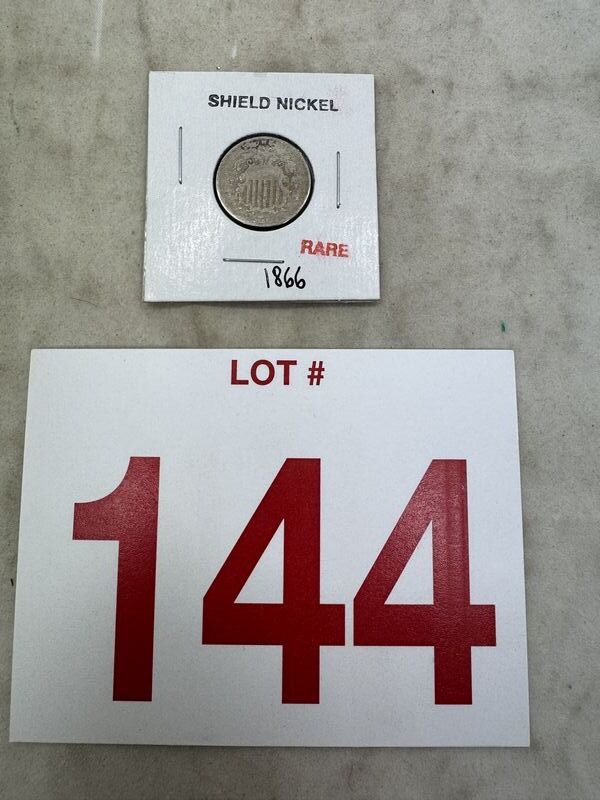 SHIELD NICKEL
RARE
1866
LOT #
144